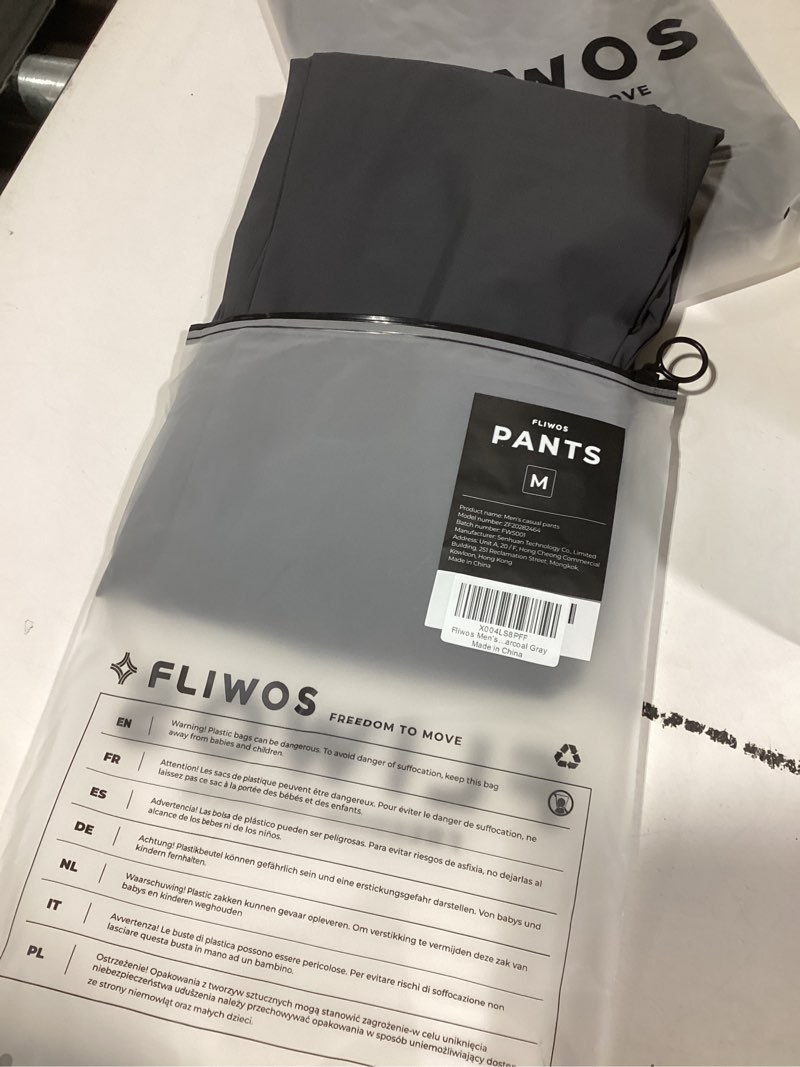 WOS
OVE
FLIWOS
PANTS
M
Product name: Men's casual pants
Model number: ZF20282464
Batch number: FWS001
Manufacturer: Senhuan Technology Co., Limited
Address: Unit A, 20 / F, Hong Cheong Commercial
Building, 251 Reclamation Street, Mongkok,
Kowloon, Hong Kong
Made in China
X004LS8PFF
Fliwos Men's...arcoal Gray
Made in China
FLIWOS FREEDOM TO MOVE
EN Warning! Plastic bags can be dangerous. To avoid danger of suffocation, keep this bag
away from babies and children.
FR Attention! Les sacs de plastique peuvent être dangereux. Pour éviter le danger de suffocation, ne
laissez pas ce sac à la portée des bébés et des enfants.
ES Advertencia! Las bolsa de plástico pueden ser peligrosas. Para evitar riesgos de asfixia, no dejarlas al
alcance de los bebes ni de los niños.
DE Achtung! Plastikbeutel können gefährlich sein und eine erstickungsgefahr darstellen. Von babys und
kindern fernhalten.
NL Waarschuwing! Plastic zakken kunnen gevaar opleveren. Om verstikking te vermijden deze zak van
babys en kinderen weghouden
IT Avvertenza! Le buste di plastica possono essere pericolose. Per evitare rischi di soffocazione non
lasciare questa busta in mano ad un bambino.
PL Ostrzeżenie! Opakowania z tworzyw sztucznych mogą stanowić zagrożenie-w celu uniknięcia
niebezpieczeństwa uduszenia należy przechowywać opakowania w sposób uniemożliwiający dostęp
ze strony niemowląt oraz małych dzieci.